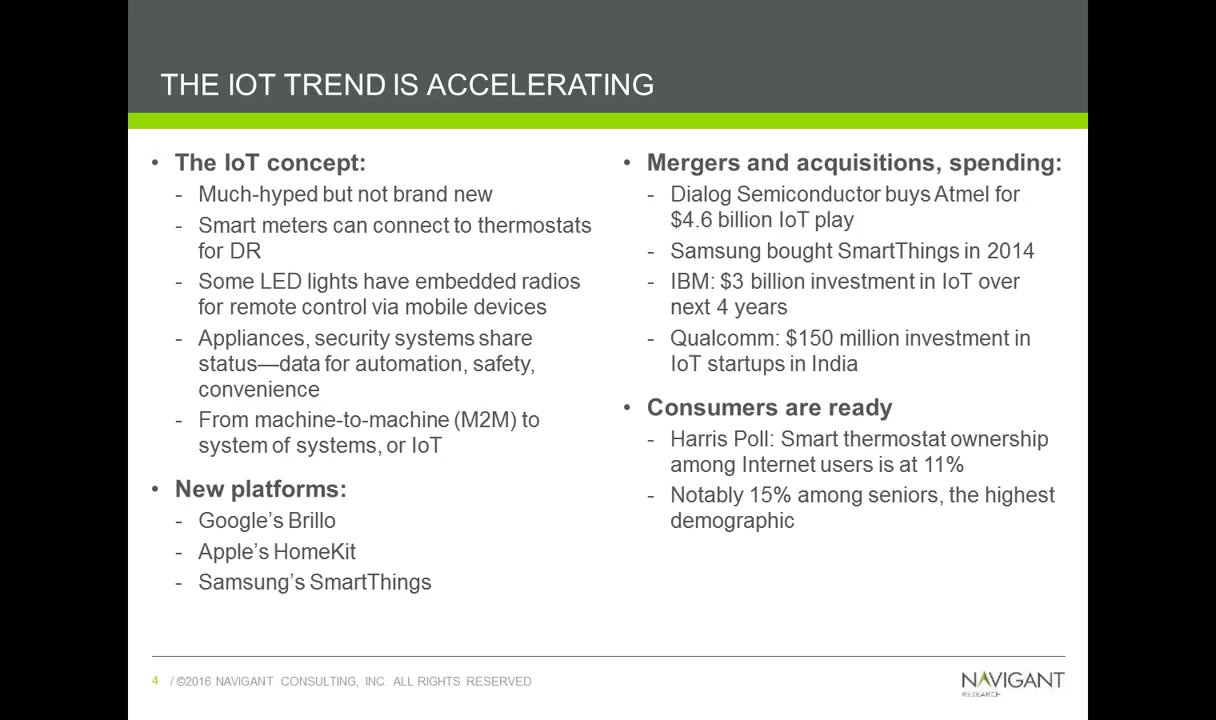 THE IOT TREND IS ACCELERATING
• The IoT concept:
- Much-hyped but not brand new
- Smart meters can connect to thermostats
for DR
- Some LED lights have embedded radios
for remote control via mobile devices
- Appliances, security systems share
status—data for automation, safety,
convenience
- From machine-to-machine (M2M) to
system of systems, or IoT
• New platforms:
- Google’s Brillo
- Apple’s HomeKit
- Samsung’s SmartThings
• Mergers and acquisitions, spending:
- Dialog Semiconductor buys Atmel for
$4.6 billion IoT play
- Samsung bought SmartThings in 2014
- IBM: $3 billion investment in IoT over
next 4 years
- Qualcomm: $150 million investment in
IoT startups in India
• Consumers are ready
- Harris Poll: Smart thermostat ownership
among Internet users is at 11%
- Notably 15% among seniors, the highest
demographic
4 / ©2016 NAVIGANT CONSULTING, INC. ALL RIGHTS RESERVED
NAVIGANT
RESEARCH